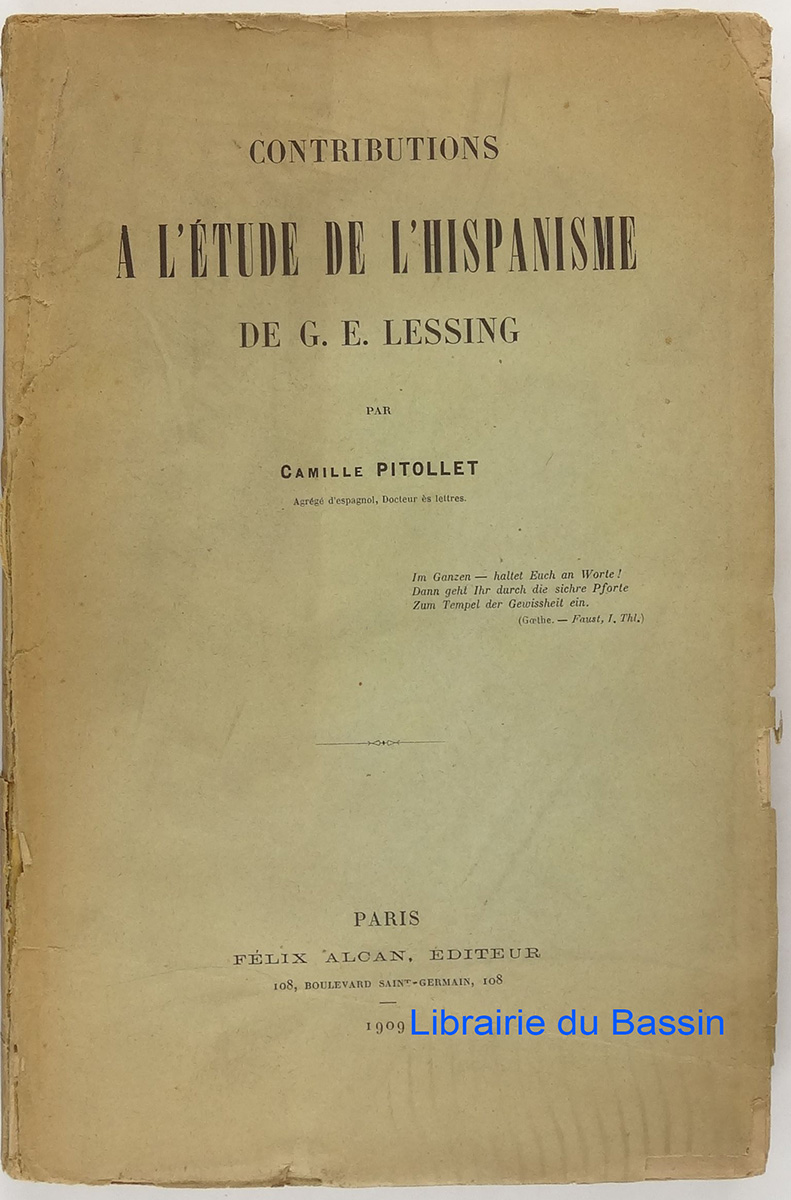 CONTRIBUTIONS
A L'ÉTUDE DE L'HISPANISME
DE G. E. LESSING
PAR
CAMILLE PITOLLET
Agrégé d'espagnol, Docteur ès lettres.
Im Ganzen — haltet Euch an Worte !
Dann geht Ihr durch die sichre Pforte
Zum Tempel der Gewissheit ein.
(Gœthe. — Faust, I. Thl.)
PARIS
FÉLIX ALCAN, EDITEUR
108, BOULEVARD SAINT-GERMAIN, 108
1909
Librairie du Bassin